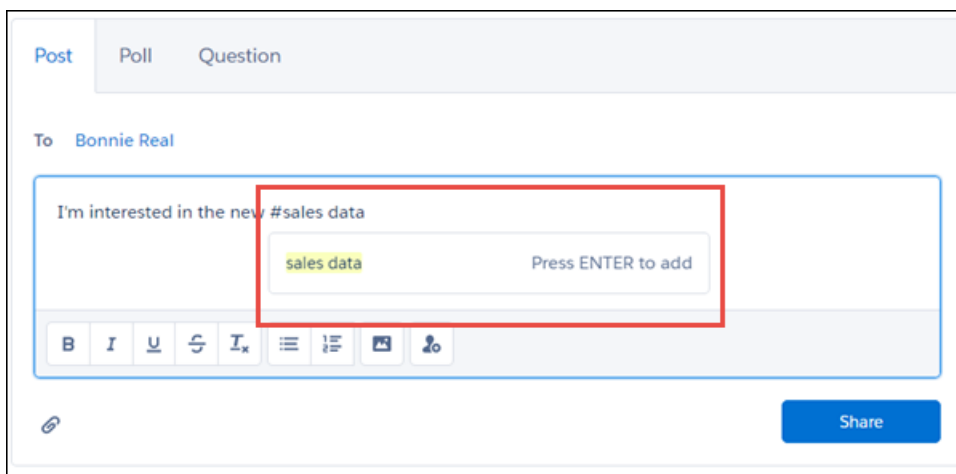 Post Poll Question
To Bonnie Real
I'm interested in the new #sales data
sales data Press ENTER to add
B I U S Tx
Share